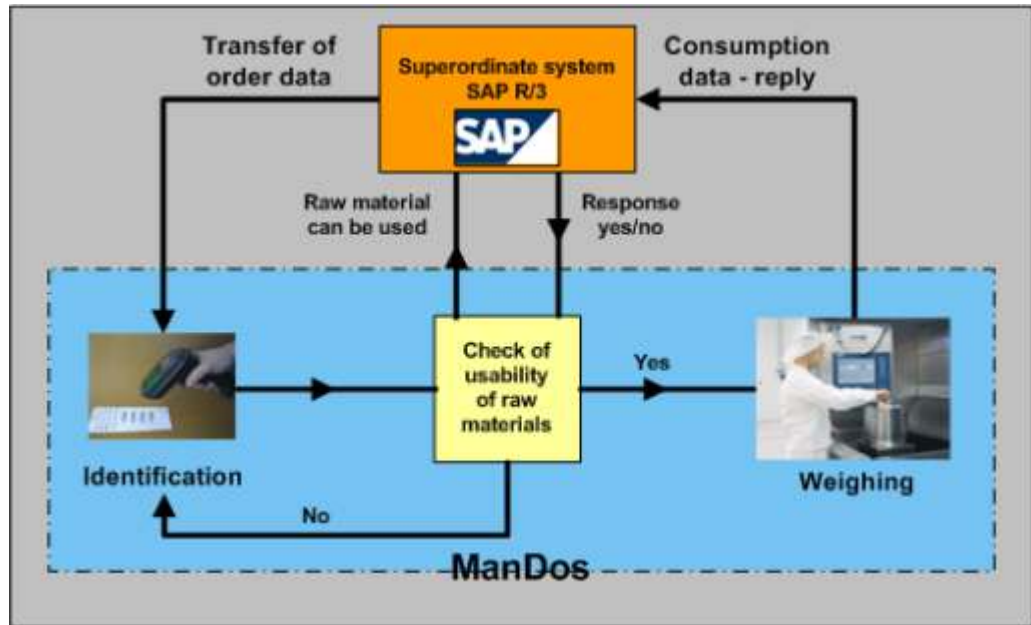 Transfer of
order data
Superordinate system
SAP R/3
SAP
Consumption
data - reply
Raw material
can be used
Response
yes/no
Check of
usability
of raw
materials
Yes
Identification
Weighing
No
ManDos